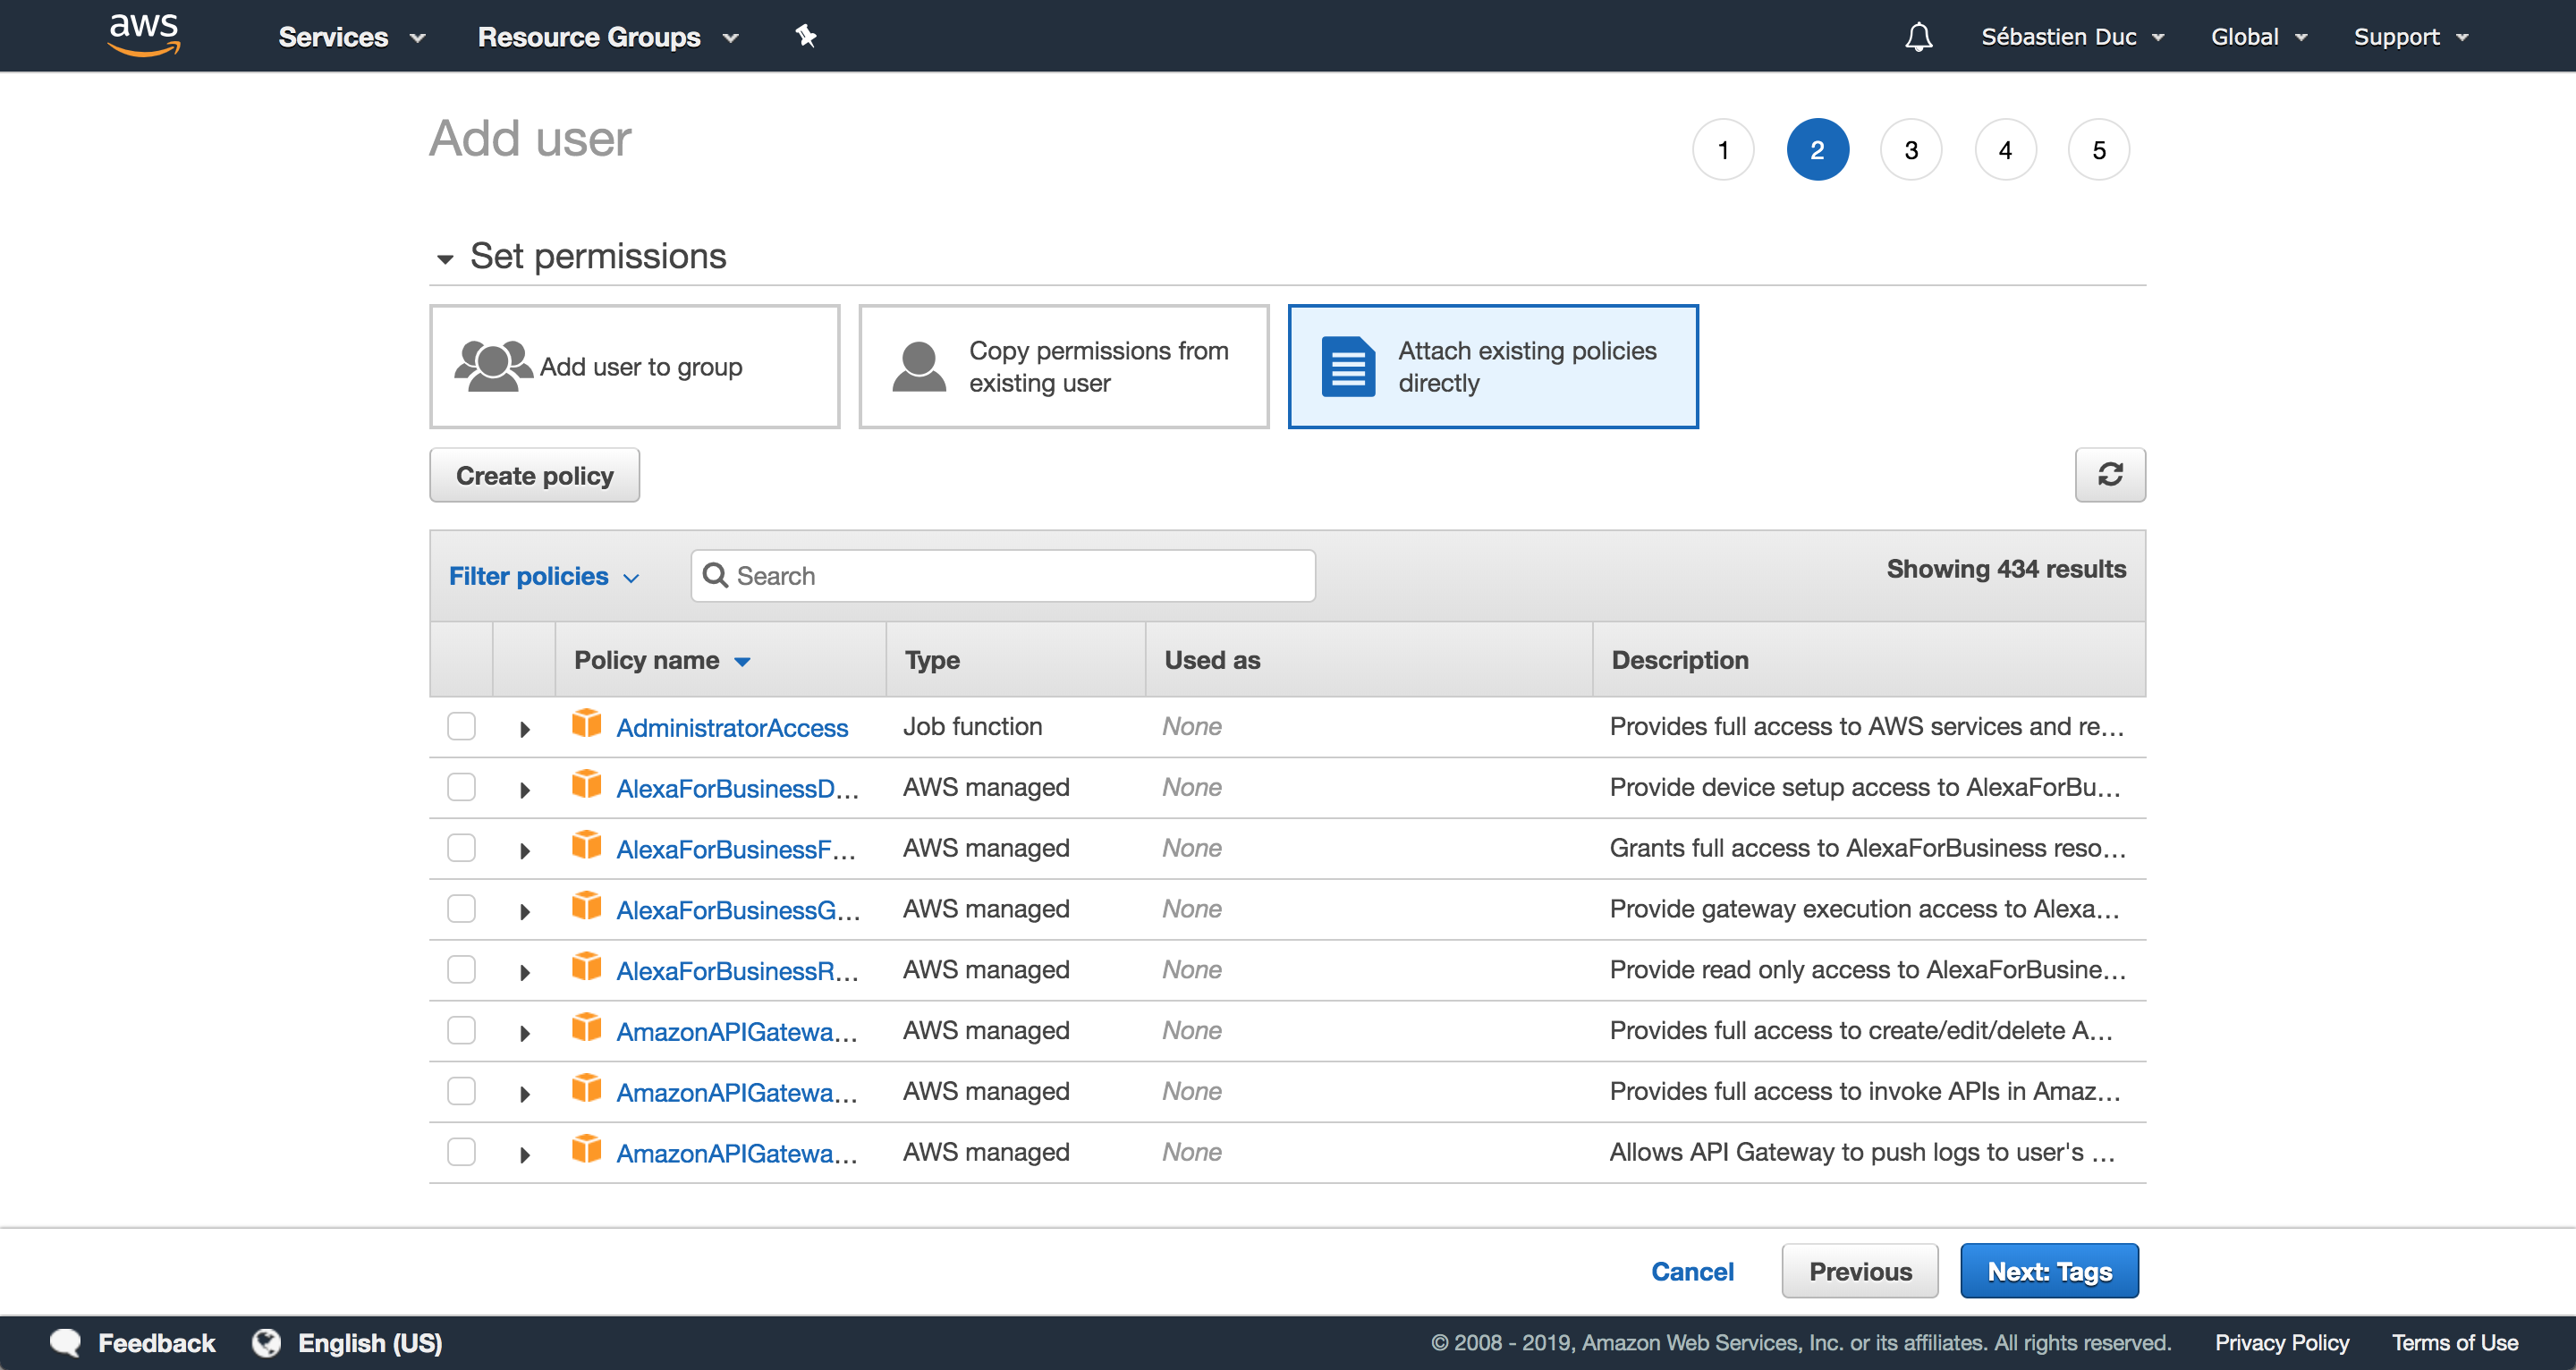 aws Services Resource Groups Sébastien Duc Global Support
Add user
1 2 3 4 5
Set permissions
Add user to group
Copy permissions from
existing user
Attach existing policies
directly
Create policy
Filter policies Search Showing 434 results
Policy name Type Used as Description
AdministratorAccess Job function None Provides full access to AWS services and re...
AlexaForBusinessD... AWS managed None Provide device setup access to AlexaForBu...
AlexaForBusinessF... AWS managed None Grants full access to AlexaForBusiness reso...
AlexaForBusinessG... AWS managed None Provide gateway execution access to Alexa...
AlexaForBusinessR... AWS managed None Provide read only access to AlexaForBusine...
AmazonAPIGatewa... AWS managed None Provides full access to create/edit/delete A...
AmazonAPIGatewa... AWS managed None Provides full access to invoke APIs in Amaz...
AmazonAPIGatewa... AWS managed None Allows API Gateway to push logs to user's ...
Cancel Previous Next: Tags
Feedback English (US) © 2008 - 2019, Amazon Web Services, Inc. or its affiliates. All rights reserved. Privacy Policy Terms of Use